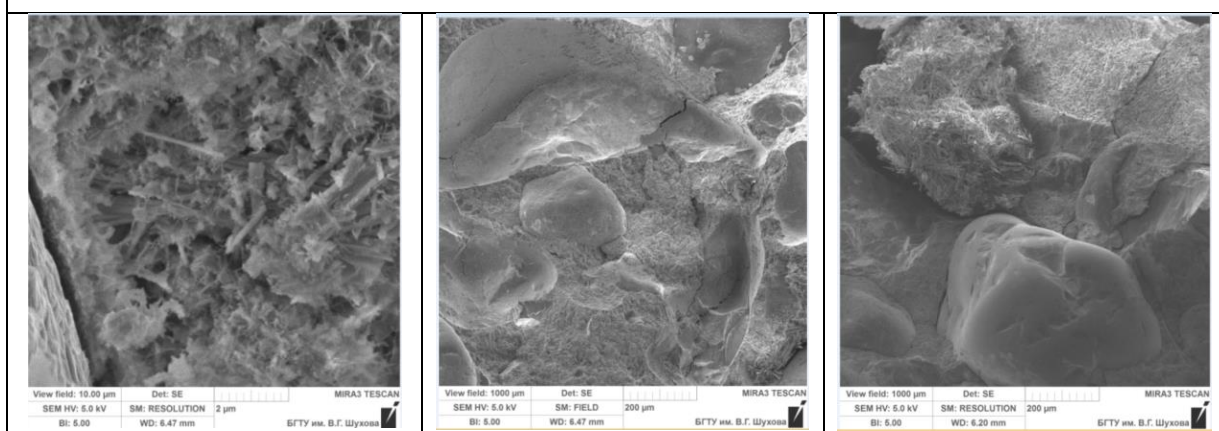 View field: 10.00 µm Det: SE MIRA3 TESCAN
SEM HV: 5.0 kV SM: RESOLUTION 2 µm
BI: 5.00 WD: 6.47 mm БГТУ им. В.Г. Шухова
View field: 1000 µm Det: SE MIRA3 TESCAN
SEM HV: 5.0 kV SM: FIELD 200 µm
BI: 5.00 WD: 6.47 mm БГТУ им. В.Г. Шухова
View field: 1000 µm Det: SE MIRA3 TESCAN
SEM HV: 5.0 kV SM: RESOLUTION 200 µm
BI: 5.00 WD: 6.20 mm БГТУ им. В.Г. Шухова